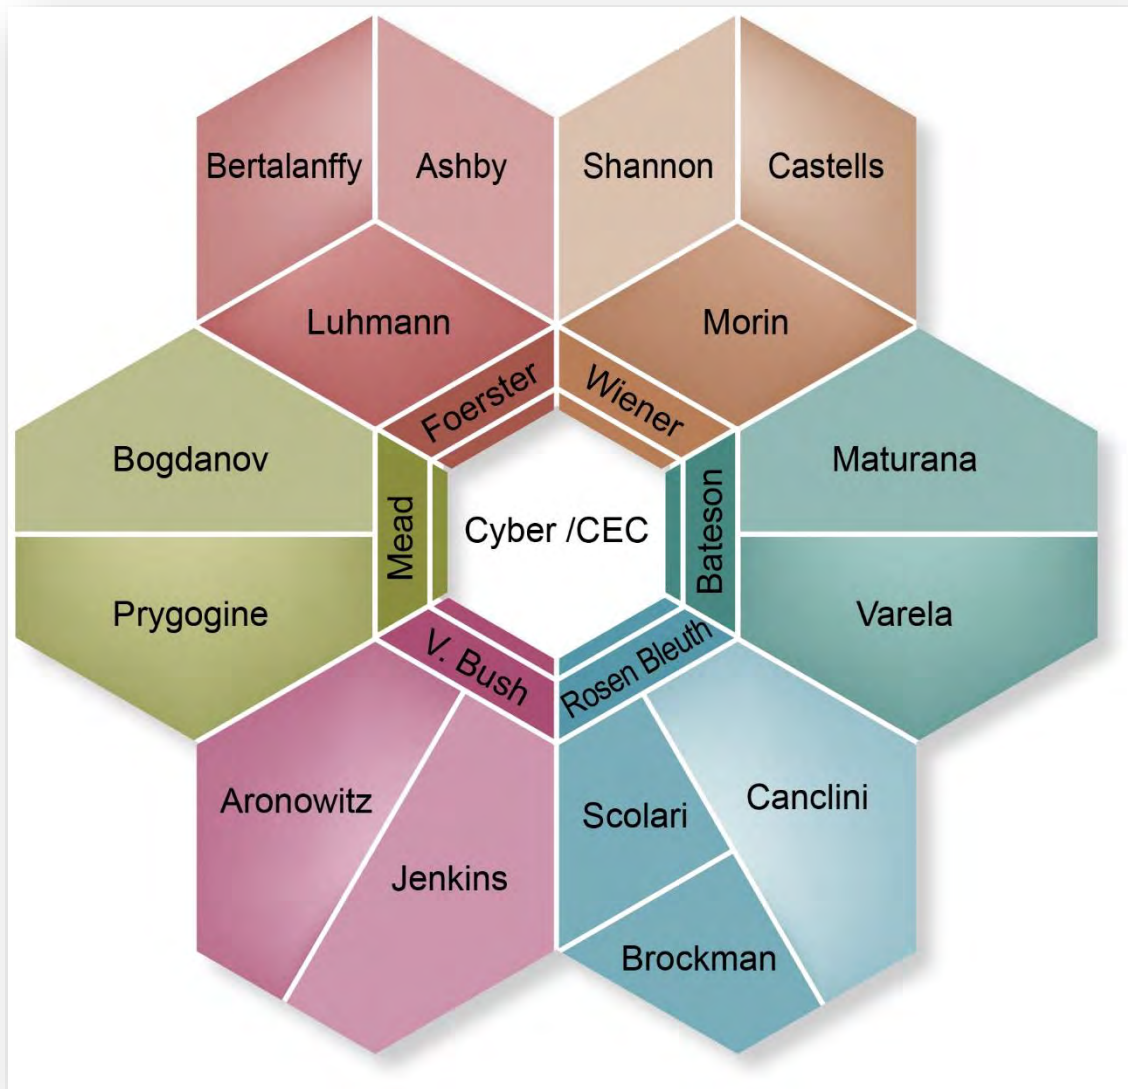 Bertalanffy
Ashby
Shannon
Castells
Luhmann
Morin
Foerster
Wiener
Bogdanov
Maturana
Mead
Cyber /CEC
Bateson
Prygogine
Varela
V. Bush
Rosen Bleuth
Aronowitz
Jenkins
Scolari
Canclini
Brockman